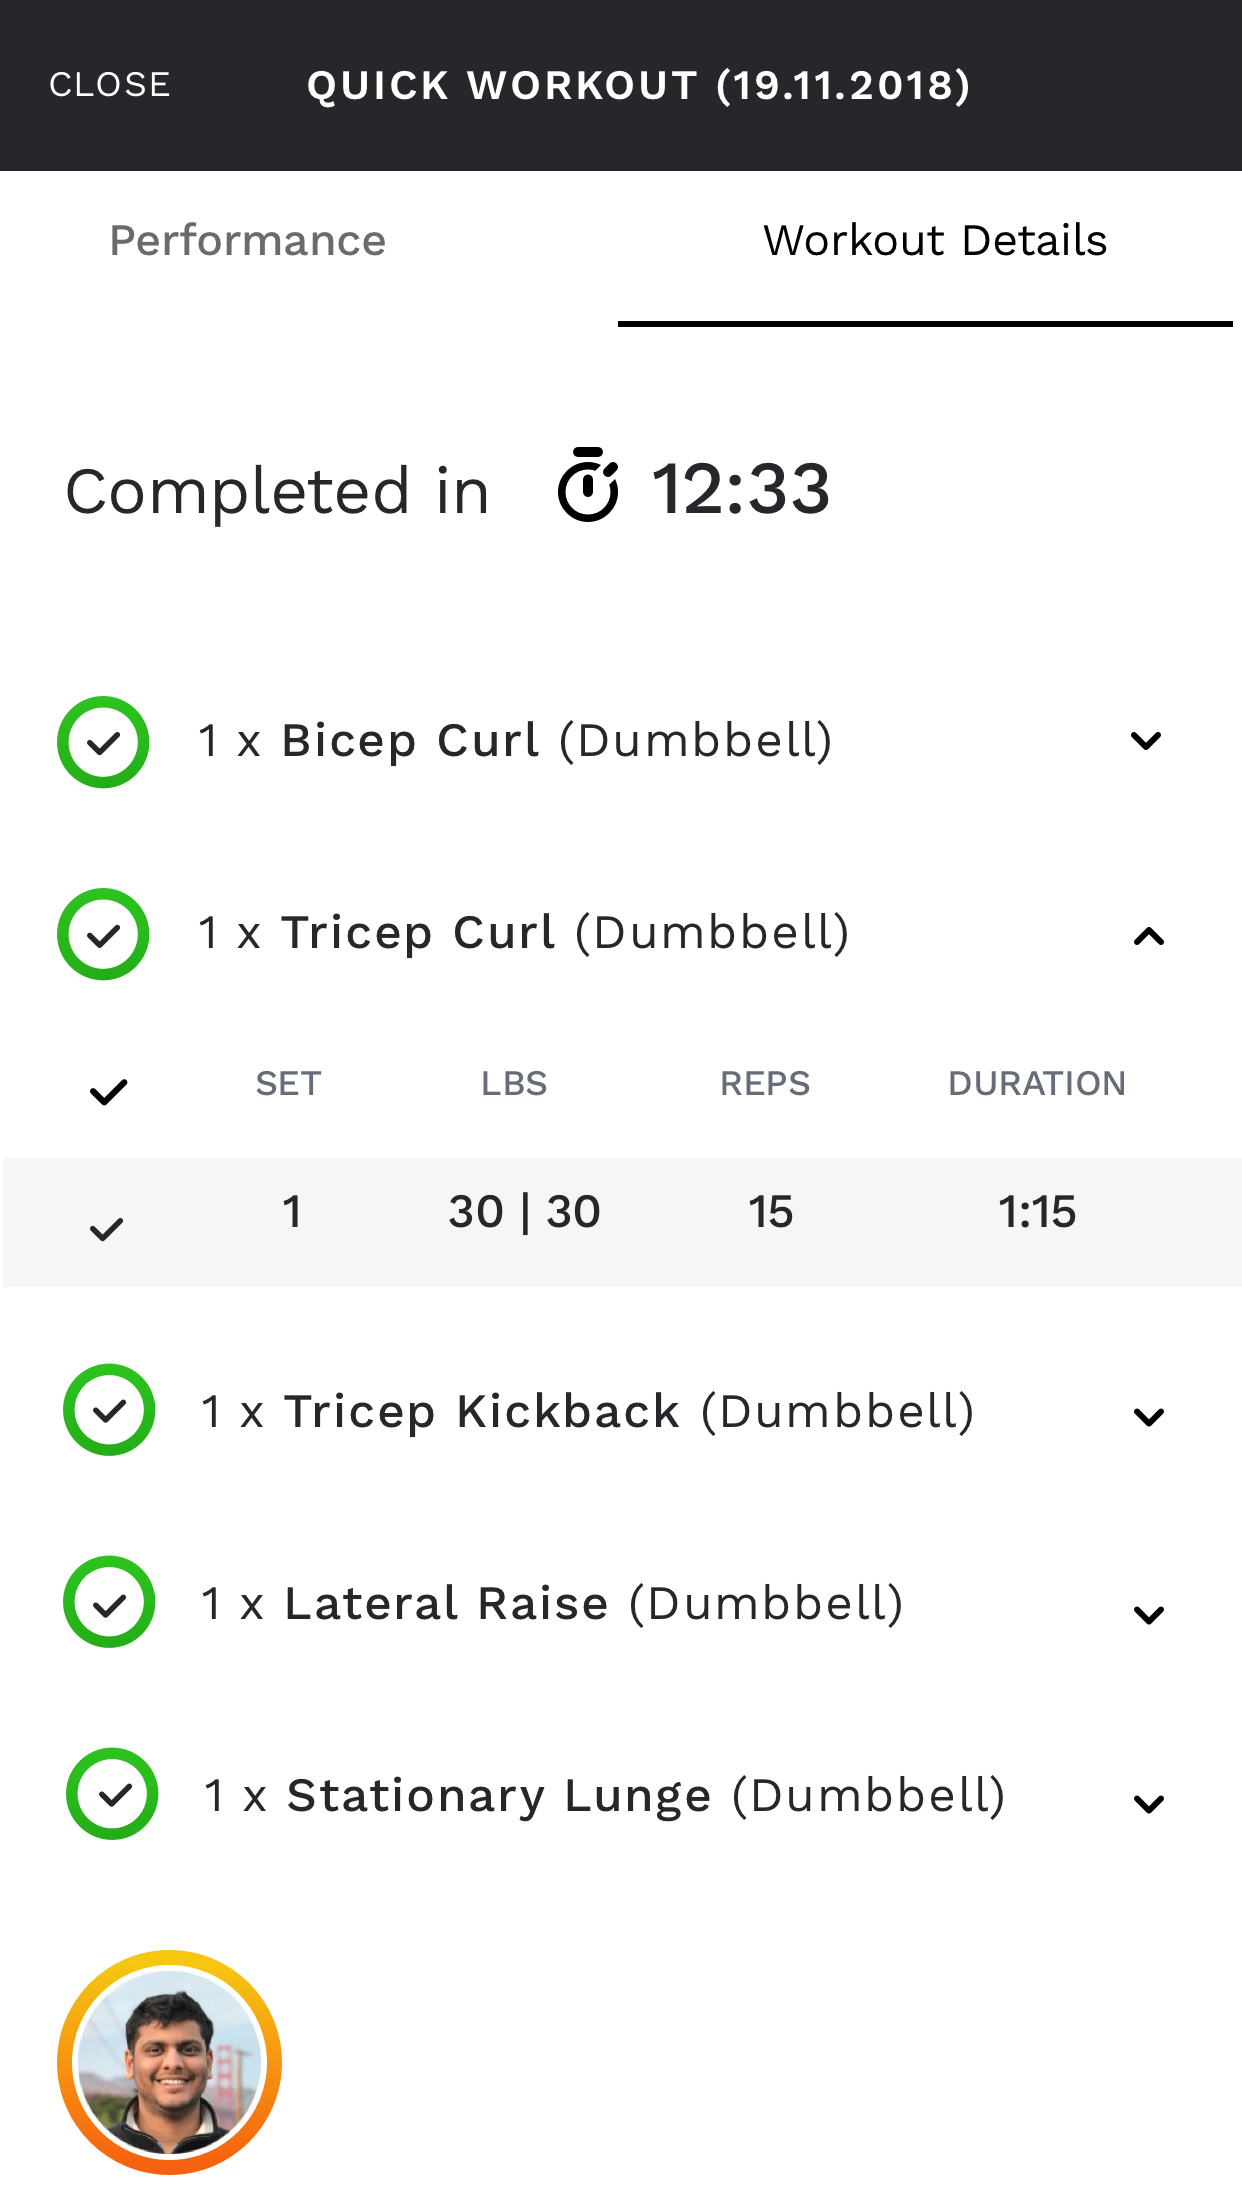 CLOSE QUICK WORKOUT (19.11.2018)
Performance Workout Details
Completed in 12:33
1 x Bicep Curl (Dumbbell)
1 x Tricep Curl (Dumbbell)
SET LBS REPS DURATION
1 30 | 30 15 1:15
1 x Tricep Kickback (Dumbbell)
1 x Lateral Raise (Dumbbell)
1 x Stationary Lunge (Dumbbell)